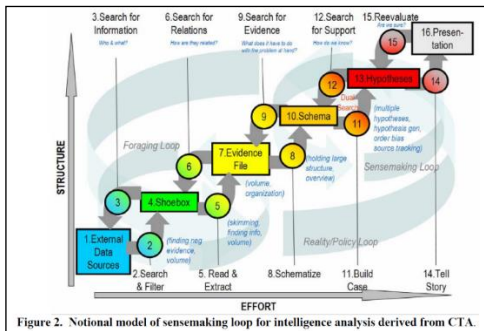 3.Search for
Information
Who & what?
6.Search for
Relations
How are they related?
9.Search for
Evidence
What does it have to do
with the problem at hand?
12.Search
for Support
How do we know?
15.Reevaluate
Are we sure?
15
16.Presen-
tation
12
13.Hypotheses
14
Dual
Search
9
10.Schema
11
(multiple
hypotheses,
hypothesis gen,
order bias
source tracking)
Foraging Loop
7.Evidence
File
8
(holding large
structure,
overview)
Sensemaking Loop
6
(volume,
organization)
3
4.Shoebox
5
(skimming,
finding info,
volume)
Reality/Policy Loop
1.External
Data
Sources
2
(finding neg
evidence,
volume)
2.Search
& Filter
5. Read &
Extract
8.Schematize
11.Build
Case
14.Tell
Story
STRUCTURE
EFFORT
Figure 2.  Notional model of sensemaking loop for intelligence analysis derived from CTA.